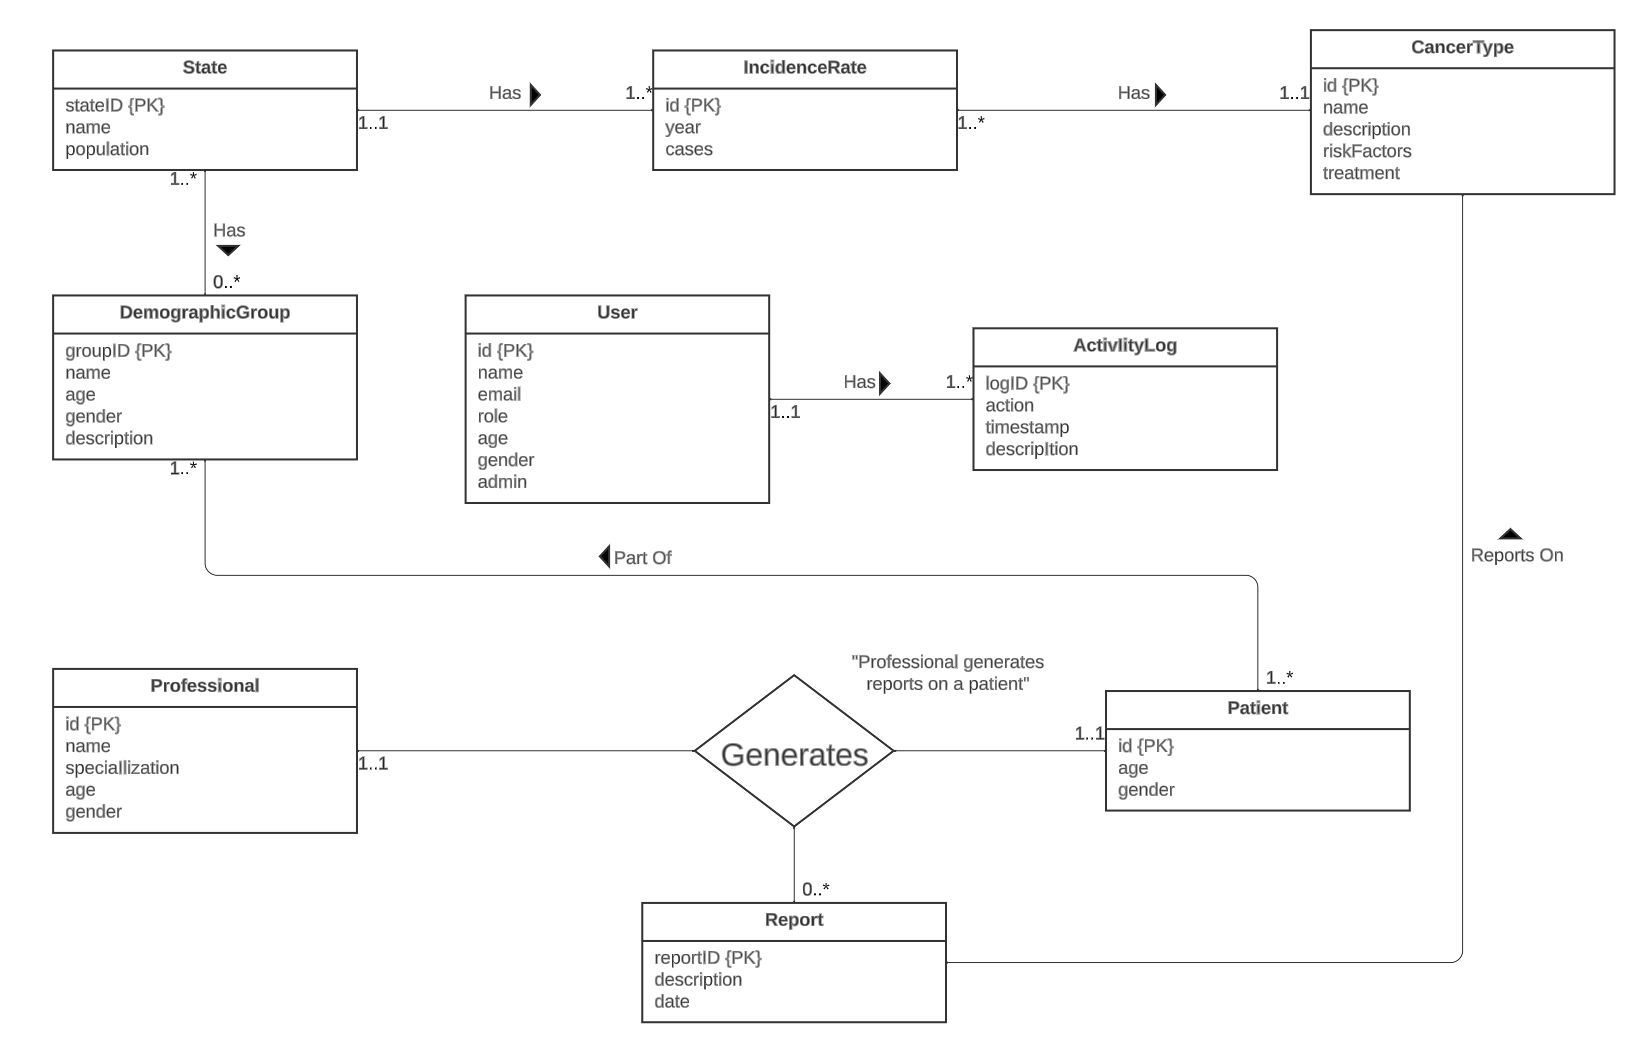 State
stateID {PK}
name
population
Has
1..1
1..*
IncidenceRate
id {PK}
year
cases
Has
1..*
1..1
CancerType
id {PK}
name
description
riskFactors
treatment
1..*
Has
0..*
DemographicGroup
groupID {PK}
name
age
gender
description
1..*
User
id {PK}
name
email
role
age
gender
admin
Has
1..1
1..*
ActivlityLog
logID {PK}
action
timestamp
descripltion
Part Of
Reports On
1..*
Professional
id {PK}
name
speciallization
age
gender
1..1
"Professional generates
reports on a patient"
Generates
1..1
Patient
id {PK}
age
gender
0..*
Report
reportID {PK}
description
date